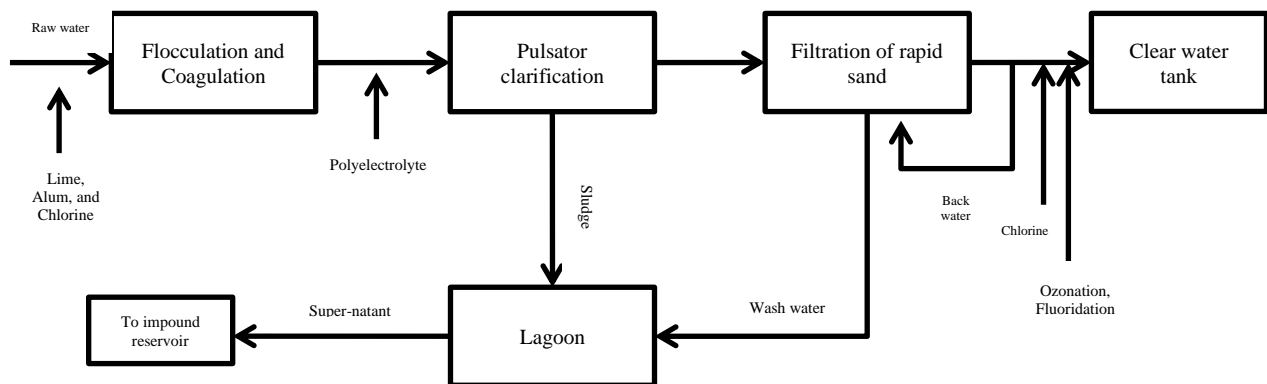 Raw water
Flocculation and
Coagulation
Pulsator
clarification
Filtration of rapid
sand
Clear water
tank
Lime,
Alum, and
Chlorine
Polyelectrolyte
Sludge
Back
water
Chlorine
Ozonation,
Fluoridation
To impound
reservoir
Super-natant
Lagoon
Wash water